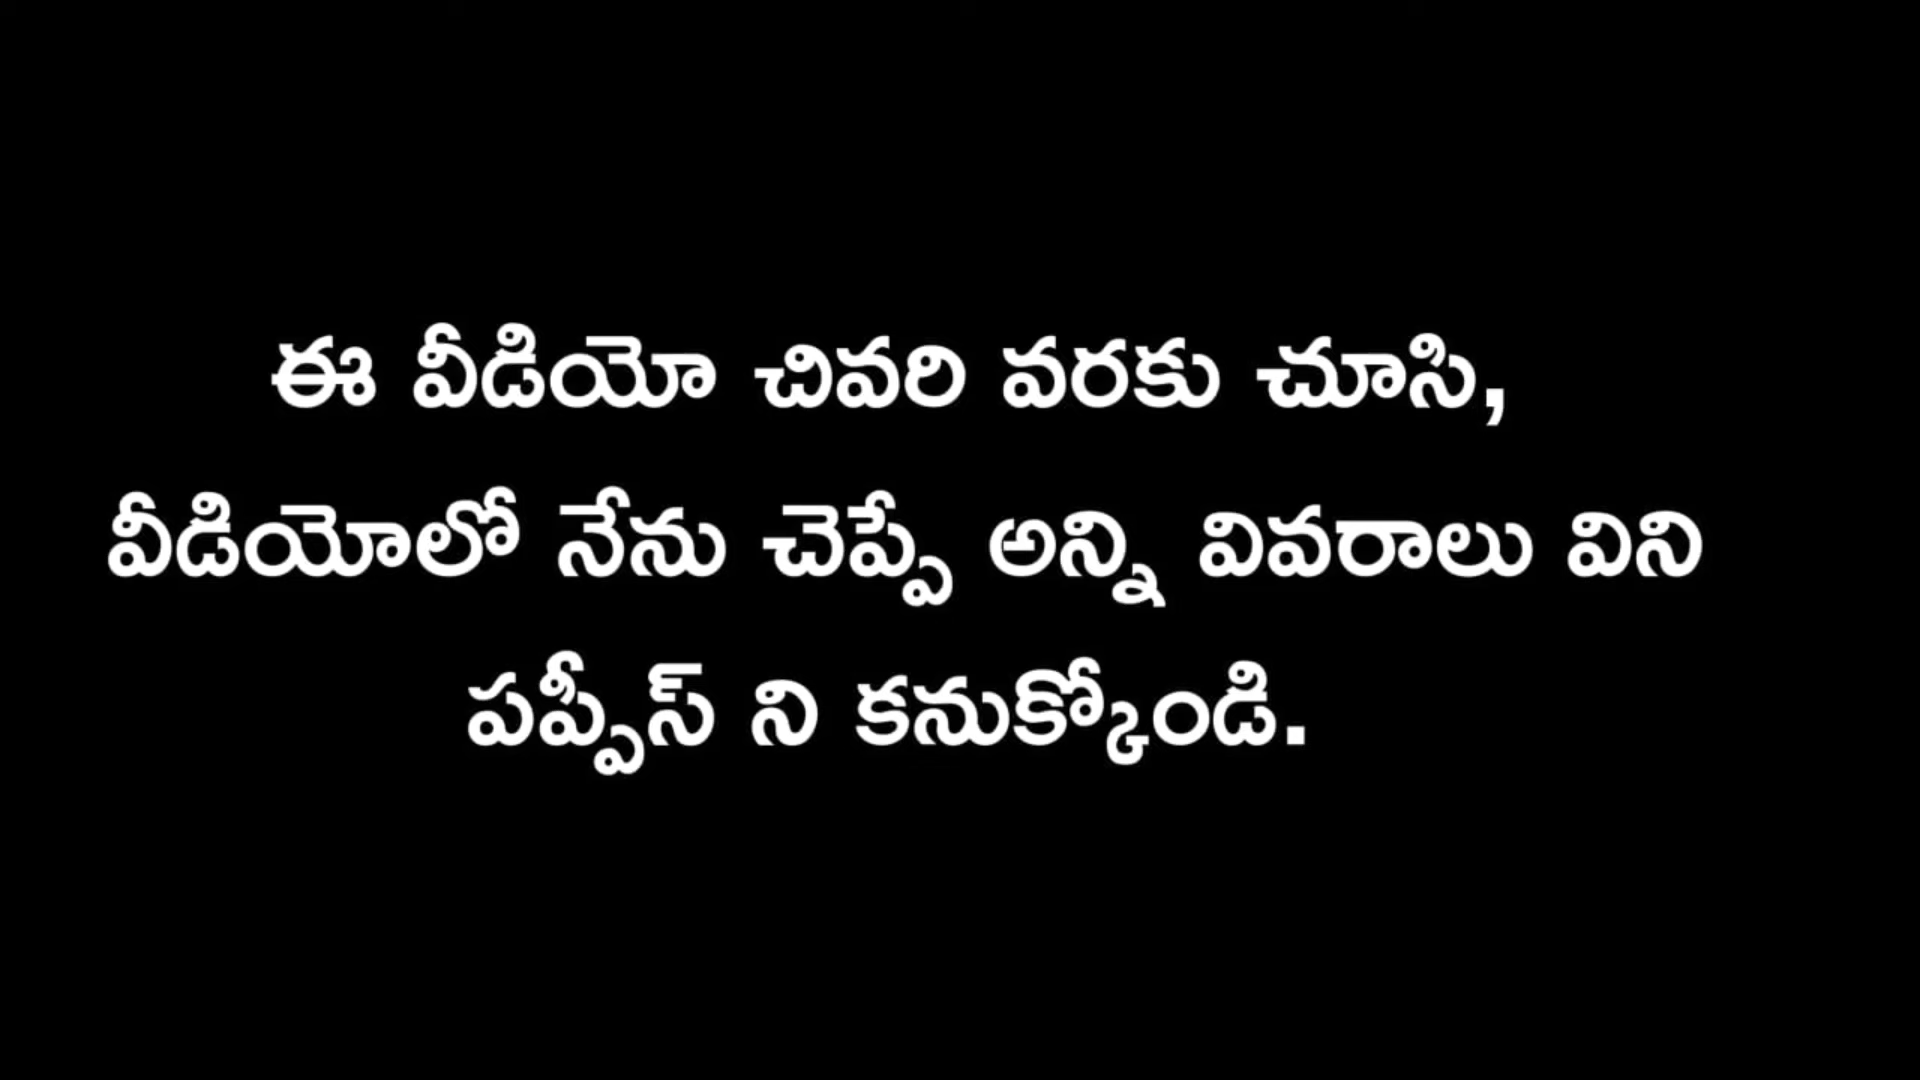 ఈ వీడియో చివరి వరకు చూసి,
వీడియోలో నేను చెప్పే అన్ని వివరాలు విని
పప్పీస్ ని కనుక్కోండి.